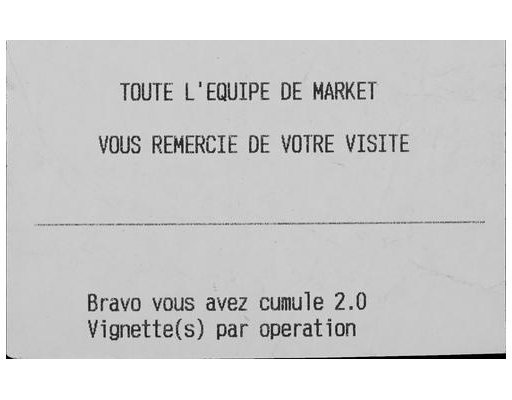 TOUTE L'EQUIPE DE MARKET
VOUS REMERCIE DE VOTRE VISITE
Bravo vous avez cumule 2.0
Vignette(s) par operation